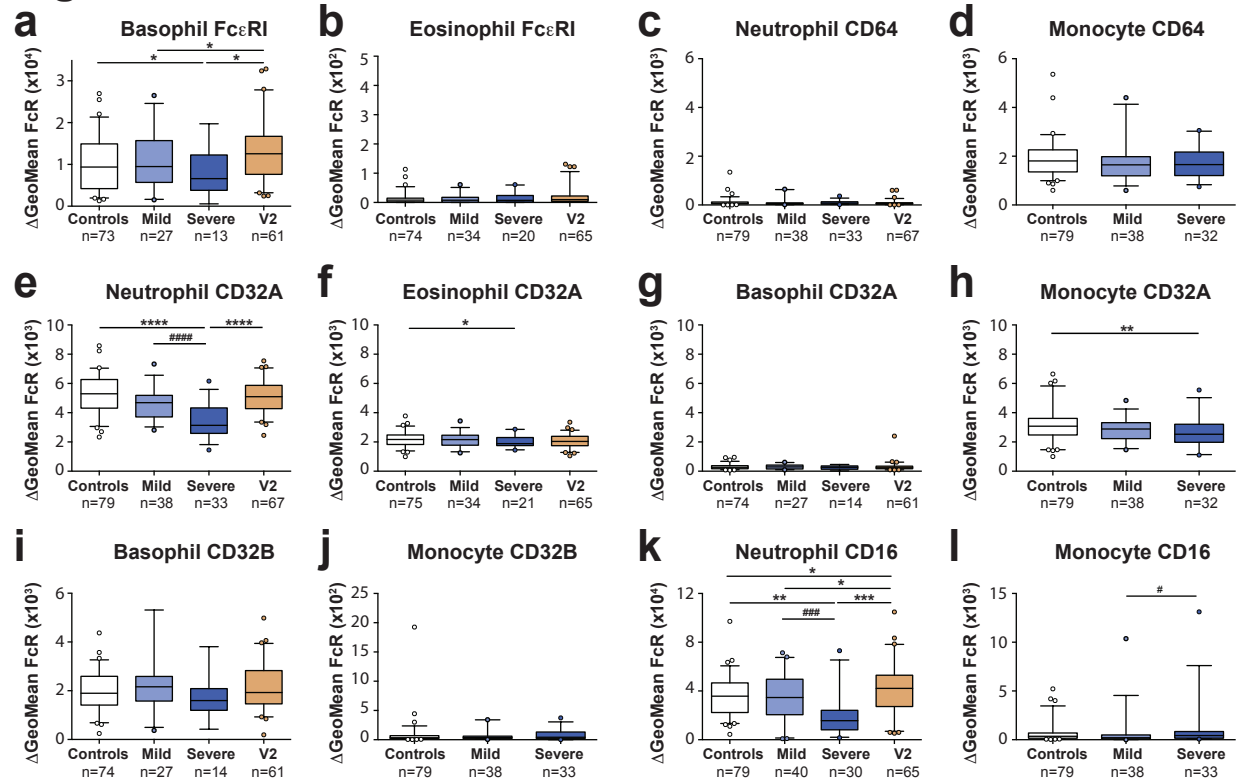 a Basophil FcεRI
ΔGeoMean FcR (x10⁴)
3
2
1
0
* * *
Controls Mild Severe V2
n=73 n=27 n=13 n=61
b Eosinophil FcεRI
ΔGeoMean FcR (x10²)
5
4
3
2
1
0
Controls Mild Severe V2
n=74 n=34 n=20 n=65
c Neutrophil CD64
ΔGeoMean FcR (x10³)
6
4
2
0
Controls Mild Severe V2
n=79 n=38 n=33 n=67
d Monocyte CD64
ΔGeoMean FcR (x10³)
6
4
2
0
Controls Mild Severe
n=79 n=38 n=32
e Neutrophil CD32A
ΔGeoMean FcR (x10³)
10
8
6
4
2
0
**** ****
####
Controls Mild Severe V2
n=79 n=38 n=33 n=67
f Eosinophil CD32A
ΔGeoMean FcR (x10³)
10
8
6
4
2
0
*
Controls Mild Severe V2
n=75 n=34 n=21 n=65
g Basophil CD32A
ΔGeoMean FcR (x10³)
10
8
6
4
2
0
Controls Mild Severe V2
n=74 n=27 n=14 n=61
h Monocyte CD32A
ΔGeoMean FcR (x10³)
10
8
6
4
2
0
**
Controls Mild Severe
n=79 n=38 n=32
i Basophil CD32B
ΔGeoMean FcR (x10³)
6
4
2
0
Controls Mild Severe V2
n=74 n=27 n=14 n=61
j Monocyte CD32B
ΔGeoMean FcR (x10²)
25
20
15
10
5
0
Controls Mild Severe
n=79 n=38 n=33
k Neutrophil CD16
ΔGeoMean FcR (x10⁴)
12
8
4
0
*
*
** ***
###
Controls Mild Severe V2
n=79 n=40 n=30 n=65
l Monocyte CD16
ΔGeoMean FcR (x10³)
15
10
5
0
#
Controls Mild Severe
n=79 n=38 n=33